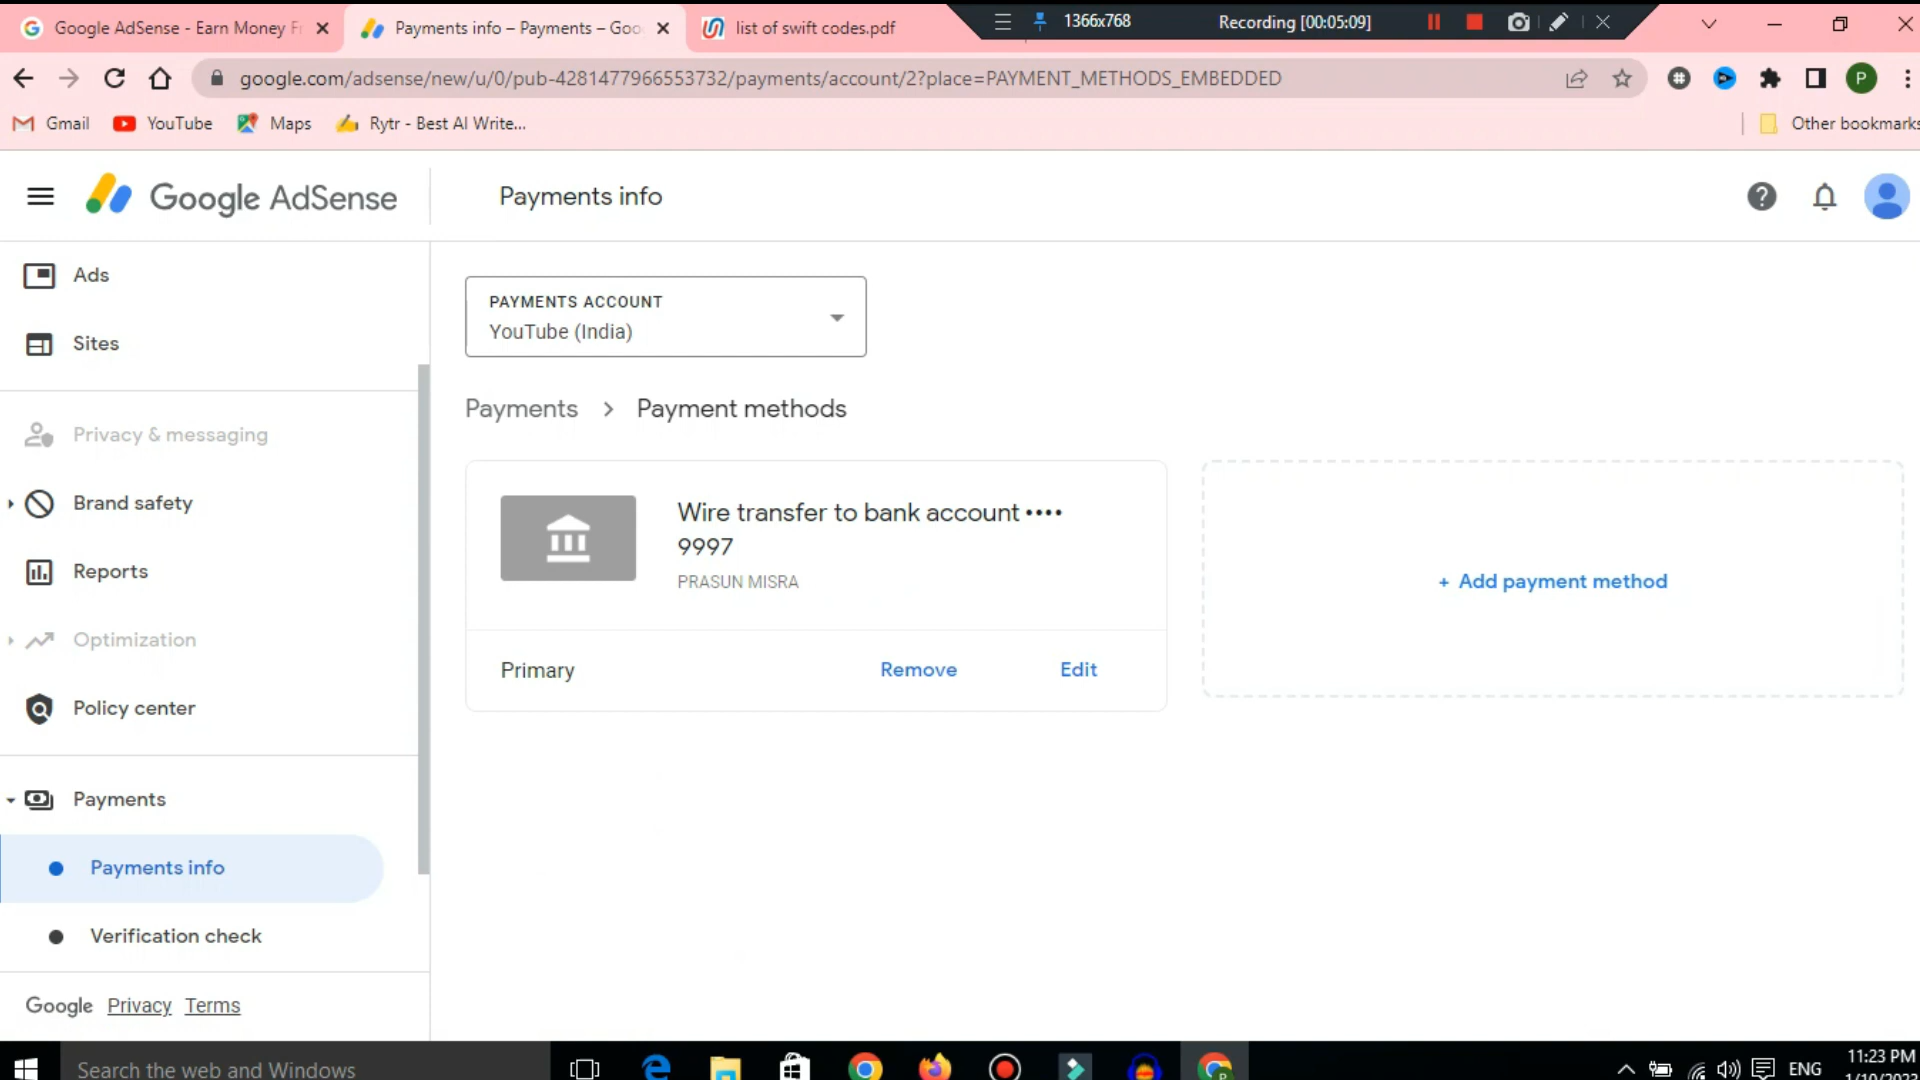 Google AdSense - Earn Money F
Payments info – Payments – Goo
list of swift codes.pdf
1366x768
Recording [00:05:09]
google.com/adsense/new/u/0/pub-4281477966553732/payments/account/2?place=PAYMENT_METHODS_EMBEDDED
P
Gmail
YouTube
Maps
Rytr - Best AI Write...
Other bookmarks
Google AdSense
Payments info
Ads
Sites
Privacy & messaging
Brand safety
Reports
Optimization
Policy center
Payments
Payments info
Verification check
Google Privacy Terms
PAYMENTS ACCOUNT
YouTube (India)
Payments > Payment methods
Wire transfer to bank account ••••
9997
PRASUN MISRA
Primary
Remove
Edit
+ Add payment method
Search the web and Windows
ENG
11:23 PM